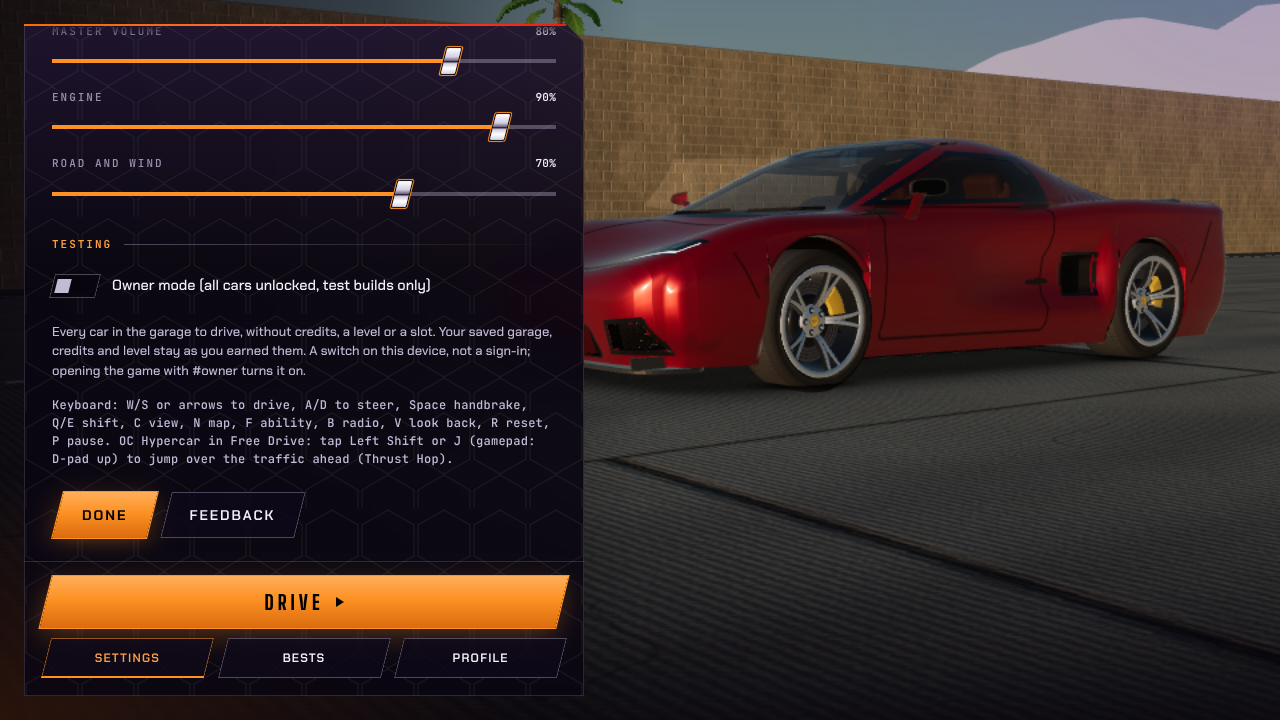 MASTER VOLUME 80%
ENGINE 90%
ROAD AND WIND 70%
TESTING
Owner mode (all cars unlocked, test builds only)
Every car in the garage to drive, without credits, a level or a slot. Your saved garage,
credits and level stay as you earned them. A switch on this device, not a sign-in;
opening the game with #owner turns it on.
Keyboard: W/S or arrows to drive, A/D to steer, Space handbrake,
Q/E shift, C view, N map, F ability, B radio, V look back, R reset,
P pause. OC Hypercar in Free Drive: tap Left Shift or J (gamepad:
D-pad up) to jump over the traffic ahead (Thrust Hop).
DONE FEEDBACK
DRIVE
SETTINGS BESTS PROFILE